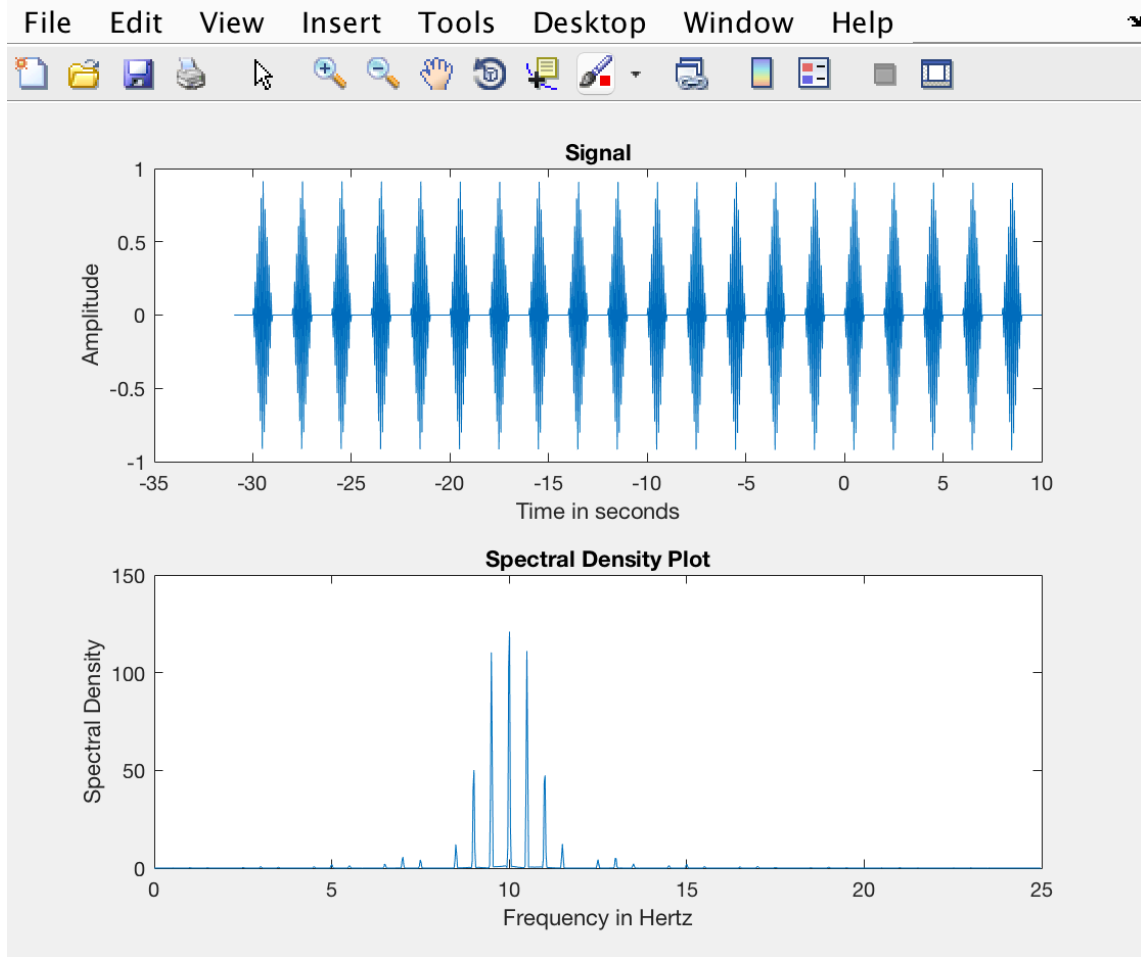 File Edit View Insert Tools Desktop Window Help
Signal
1
0.5
0
-0.5
-1
Amplitude
-35 -30 -25 -20 -15 -10 -5 0 5 10
Time in seconds
Spectral Density Plot
150
100
50
0
Spectral Density
0 5 10 15 20 25
Frequency in Hertz